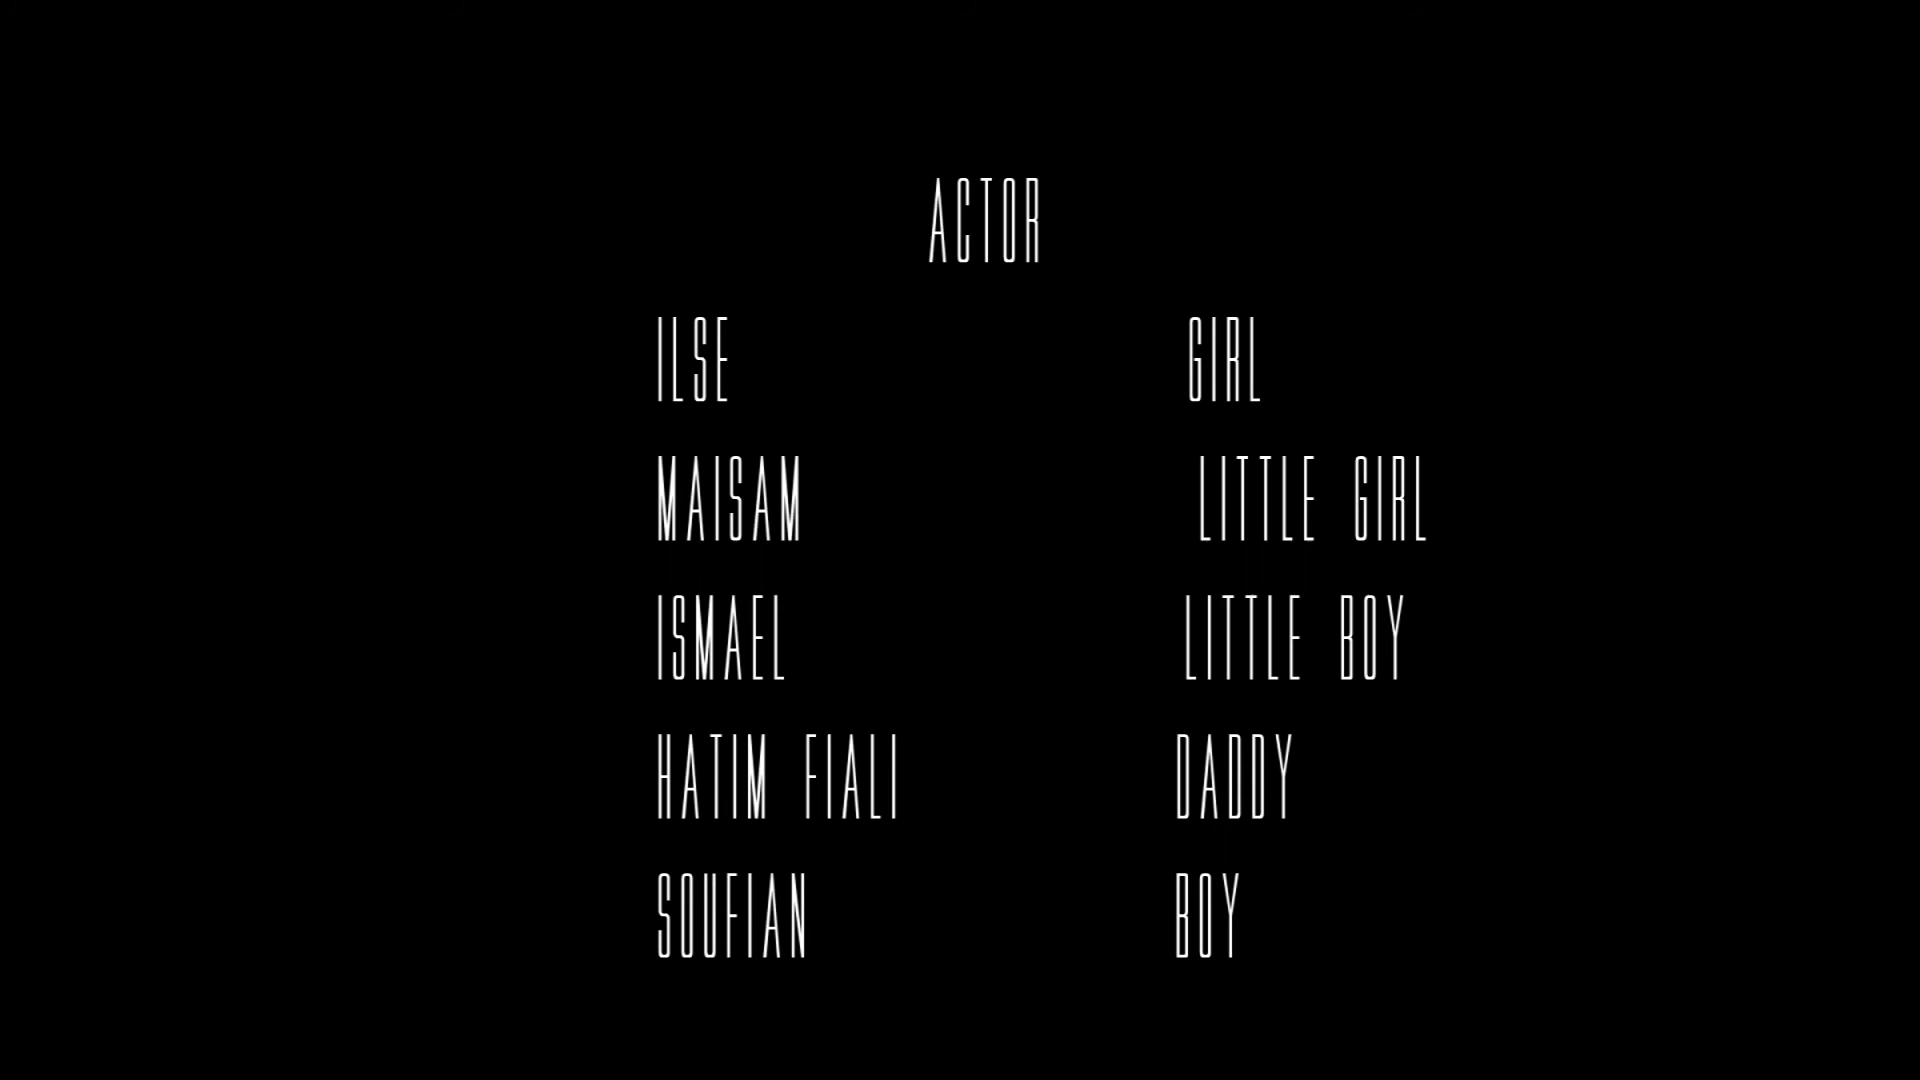 ACTOR
ILSE GIRL
MAISAM LITTLE GIRL
ISMAEL LITTLE BOY
HATIM FIALI DADDY
SOUFIAN BOY